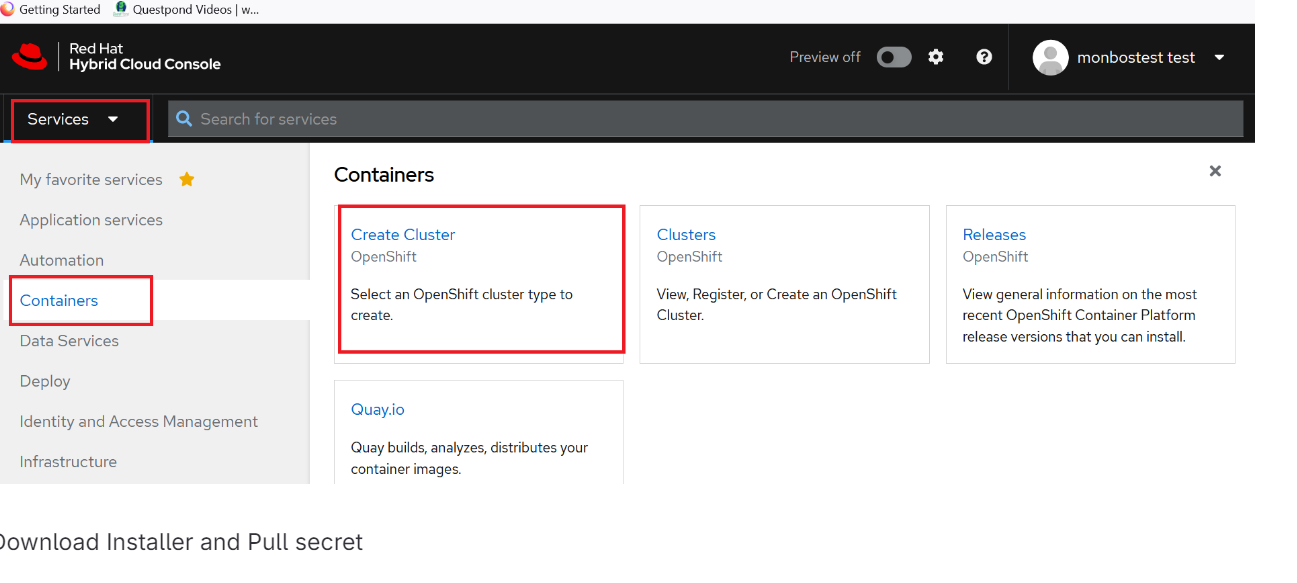 Getting Started Questpond Videos | w...
Red Hat
Hybrid Cloud Console
Preview off
monbostest test
Services
Search for services
My favorite services
Application services
Automation
Containers
Data Services
Deploy
Identity and Access Management
Infrastructure
Containers
Create Cluster
OpenShift
Select an OpenShift cluster type to
create.
Clusters
OpenShift
View, Register, or Create an OpenShift
Cluster.
Releases
OpenShift
View general information on the most
recent OpenShift Container Platform
release versions that you can install.
Quay.io
Quay builds, analyzes, distributes your
container images.
Download Installer and Pull secret